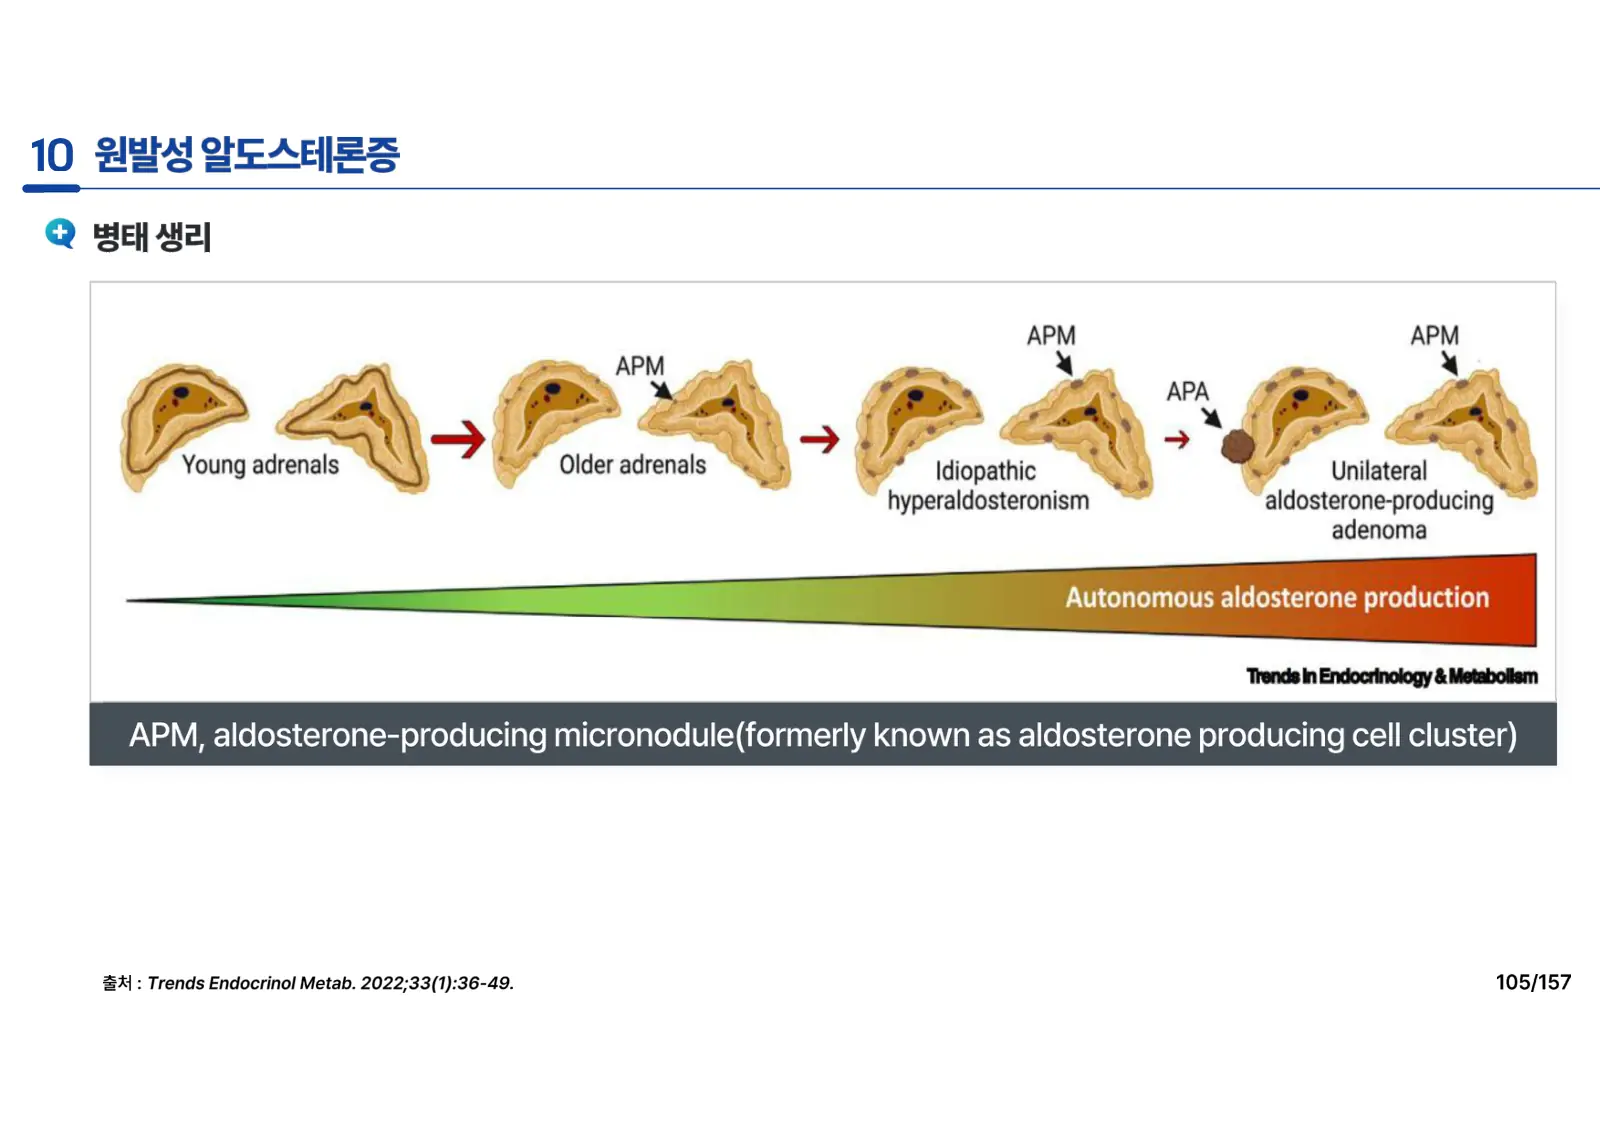 10 원발성 알도스테론증
병태 생리
APM
APM
APM
APA
Young adrenals
Older adrenals
Idiopathic
hyperaldosteronism
Unilateral
aldosterone-producing
adenoma
Autonomous aldosterone production
Trends in Endocrinology & Metabolism
APM, aldosterone-producing micronodule(formerly known as aldosterone producing cell cluster)
출처 : Trends Endocrinol Metab. 2022;33(1):36-49.
105/157